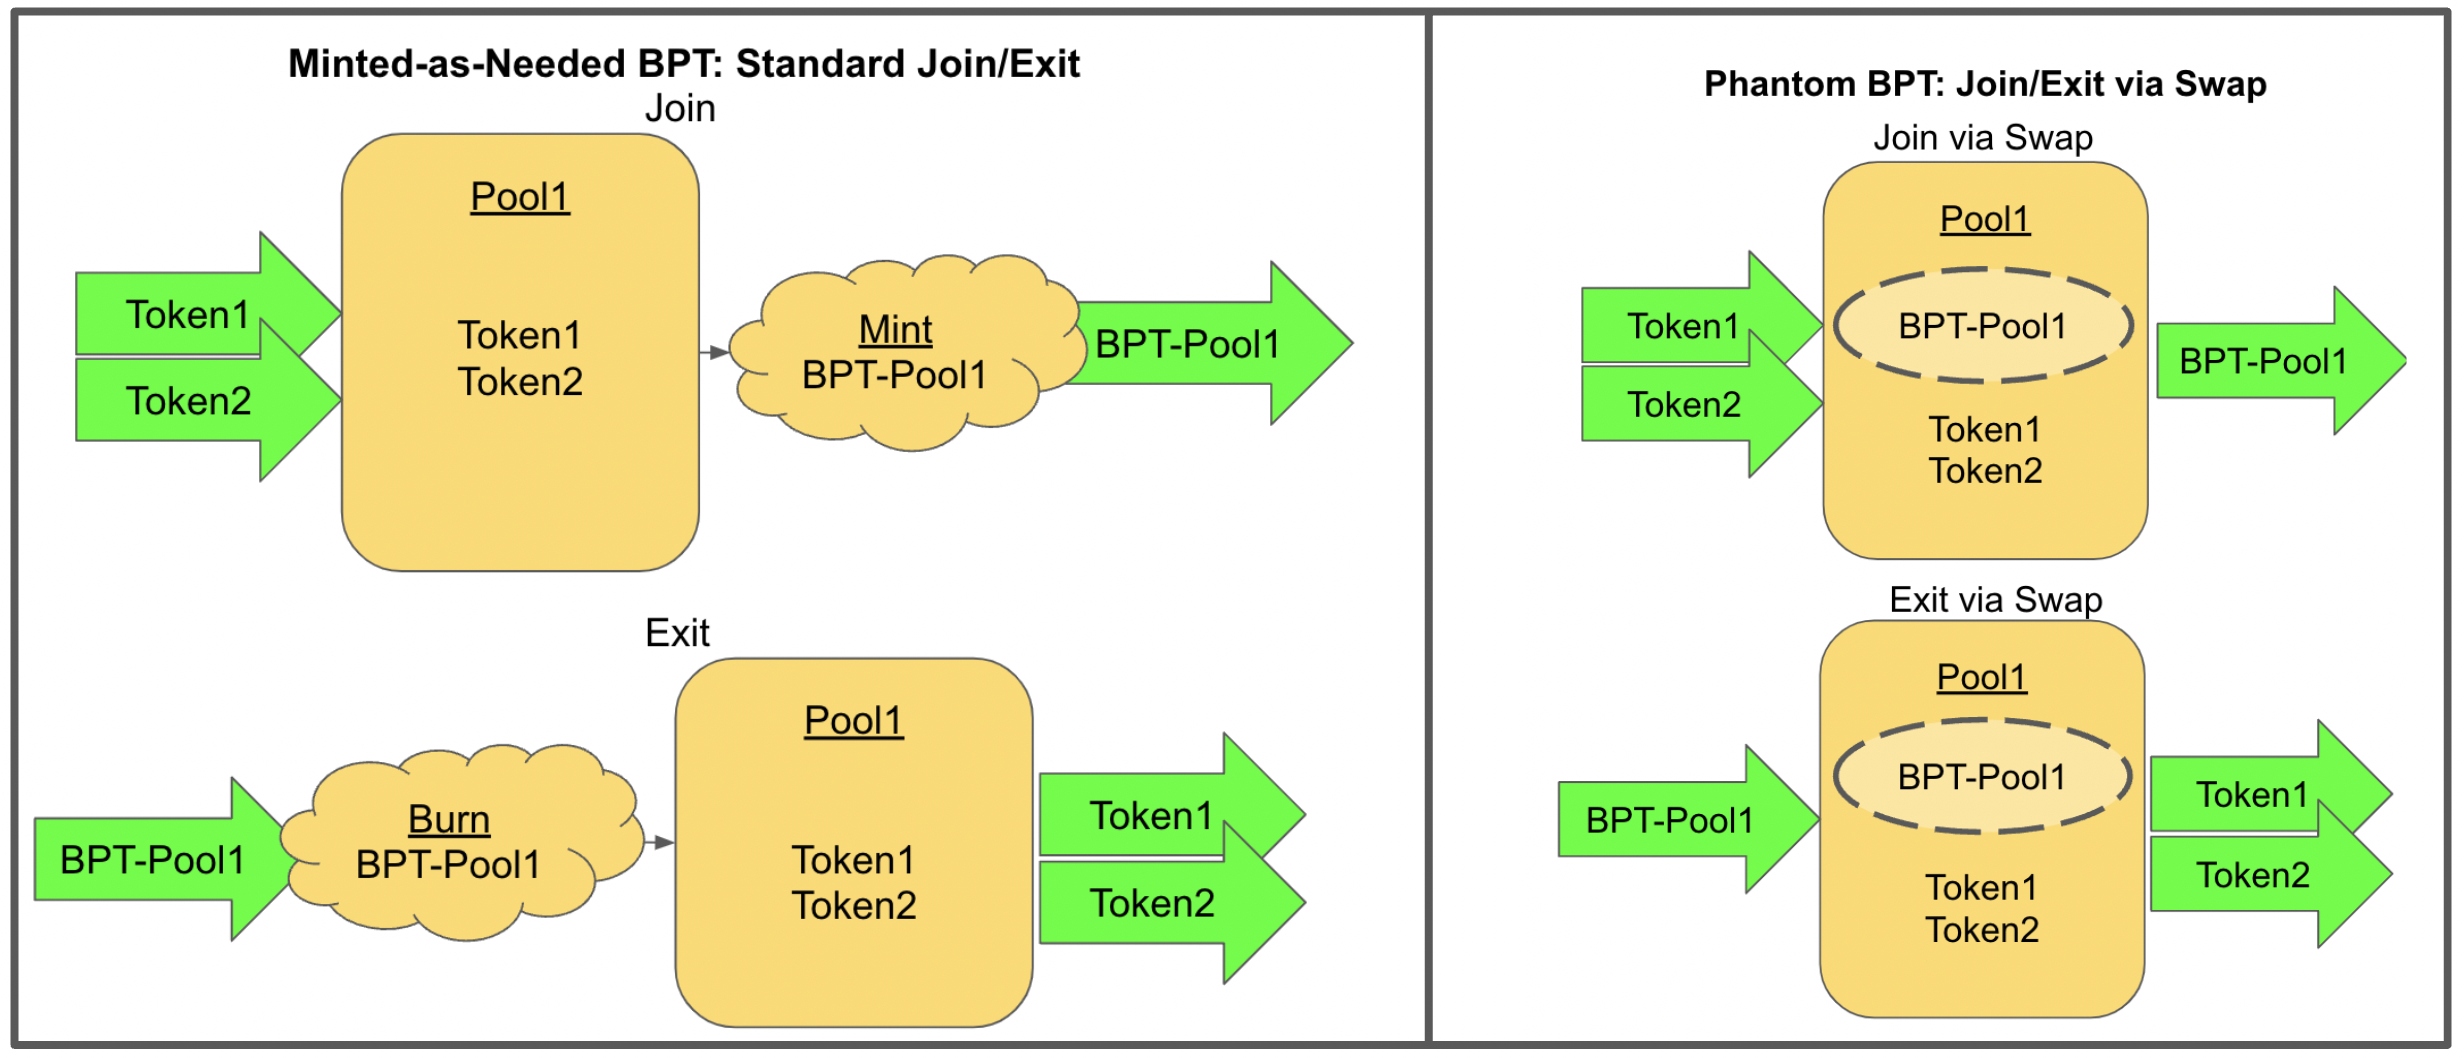 Minted-as-Needed BPT: Standard Join/Exit
Join
Pool1
Token1
Token2
Token1
Token2
Mint
BPT-Pool1
BPT-Pool1
Exit
BPT-Pool1
Burn
BPT-Pool1
Pool1
Token1
Token2
Token1
Token2
Phantom BPT: Join/Exit via Swap
Join via Swap
Pool1
Token1
Token2
BPT-Pool1
Token1
Token2
BPT-Pool1
Exit via Swap
Pool1
BPT-Pool1
BPT-Pool1
Token1
Token2
Token1
Token2